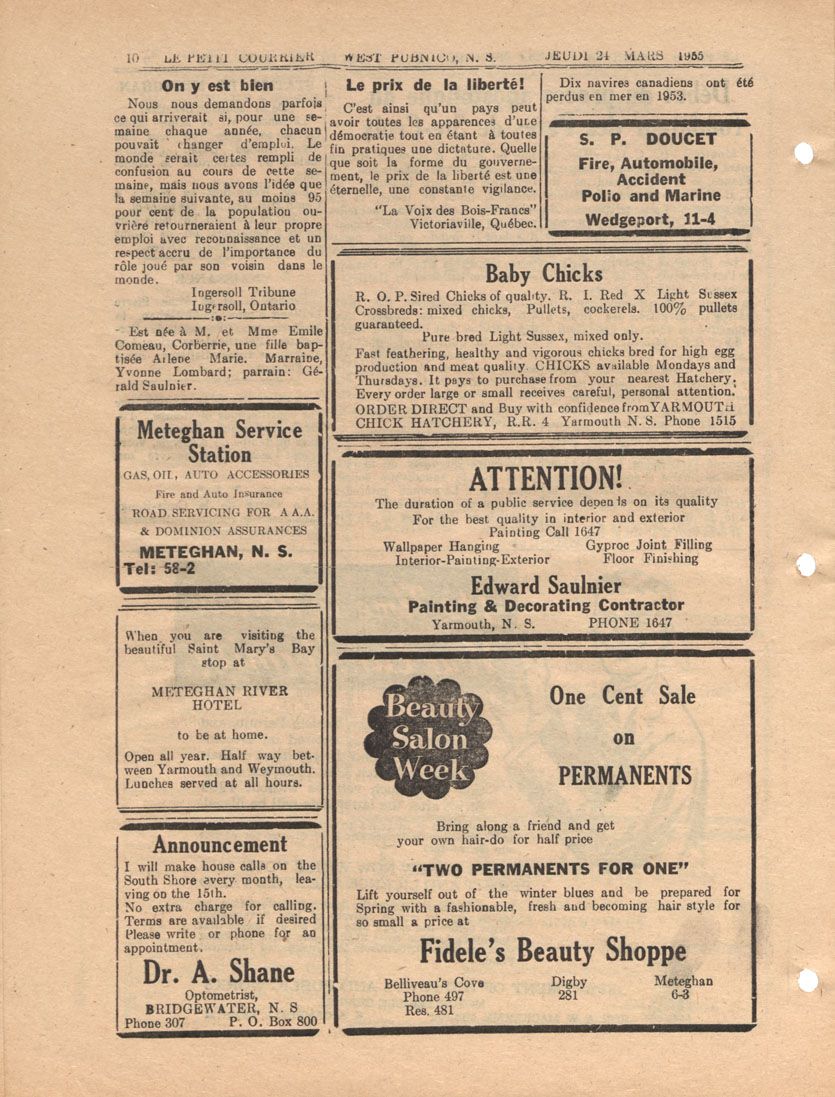 10 LE PETIT COURRIER WEST PUBNICO, N. S. JEUDI 24 MARS 1955
On y est bien
Nous nous demandons parfois
ce qui arriverait si, pour une se-
maine chaque année, chacun
pouvait changer d'emploi. Le
monde serait certes rempli de
confusion au cours de cette se-
maine, mais nous avons l'idée que
la semaine suivante, au moins 95
pour cent de la population ou-
vrière retourneraient à leur propre
emploi avec reconnaissance et un
respect accru de l'importance du
rôle joué par son voisin dans le
monde.
Ingersoll Tribune
Ingersoll, Ontario
Est née à M. et Mme Emile
Comeau, Corberrie, une fille bap-
tisée Arlene Marie. Marraine,
Yvonne Lombard; parrain: Gé-
rald Saulnier.
Meteghan Service
Station
GAS, OIL, AUTO ACCESSORIES
Fire and Auto Insurance
ROAD SERVICING FOR A A.A.
& DOMINION ASSURANCES
METEGHAN, N. S.
Tel: 58-2
When you are visiting the
beautiful Saint Mary's Bay
stop at
METEGHAN RIVER
HOTEL
to be at home.
Open all year. Half way bet-
ween Yarmouth and Weymouth.
Lunches served at all hours.
Announcement
I will make house calls on the
South Shore every month, lea-
ving on the 15th.
No extra charge for calling.
Terms are available if desired
Please write or phone for an
appointment.
Dr. A. Shane
Optometrist,
BRIDGEWATER, N. S
Phone 307 P. O. Box 800
Le prix de la liberté!
C'est ainsi qu'un pays peut
avoir toutes les apparences d'une
démocratie tout en étant à toutes
fin pratiques une dictature. Quelle
que soit la forme du gouverne-
ment, le prix de la liberté est une
éternelle, une constante vigilance.
"La Voix des Bois-Francs"
Victoriaville, Québec.
Dix navires canadiens ont été
perdus en mer en 1953.
S. P. DOUCET
Fire, Automobile,
Accident
Polio and Marine
Wedgeport, 11-4
Baby Chicks
R. O. P. Sired Chicks of quality. R. I. Red X Light Sussex
Crossbreds: mixed chicks, Pullets, cockerels. 100% pullets
guaranteed.
Pure bred Light Sussex, mixed only.
Fast feathering, healthy and vigorous chicks bred for high egg
production and meat quality. CHICKS available Mondays and
Thursdays. It pays to purchase from your nearest Hatchery.
Every order large or small receives careful, personal attention.
ORDER DIRECT and Buy with confidence from YARMOUTH
CHICK HATCHERY, R.R. 4 Yarmouth N. S. Phone 1515
ATTENTION!
The duration of a public service depends on its quality
For the best quality in interior and exterior
Painting Call 1647
Wallpaper Hanging Gyproc Joint Filling
Interior-Painting-Exterior Floor Finishing
Edward Saulnier
Painting & Decorating Contractor
Yarmouth, N. S. PHONE 1647
Beauty
Salon
Week
One Cent Sale
on
PERMANENTS
Bring along a friend and get
your own hair-do for half price
"TWO PERMANENTS FOR ONE"
Lift yourself out of the winter blues and be prepared for
Spring with a fashionable, fresh and becoming hair style for
so small a price at
Fidele's Beauty Shoppe
Belliveau's Cove Digby Meteghan
Phone 497 281 6-3
Res. 481